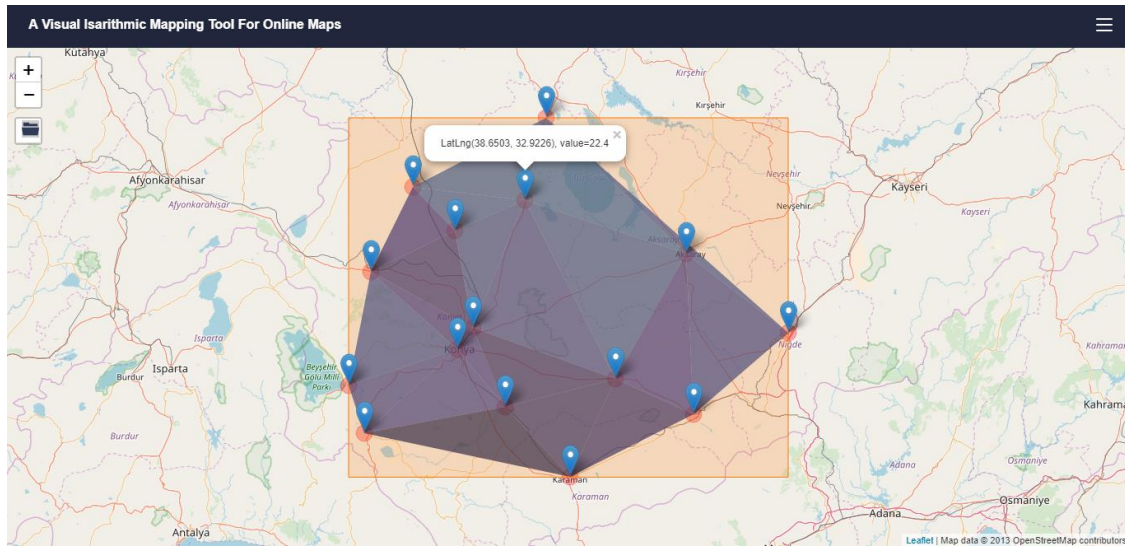 A Visual Isarithmic Mapping Tool For Online Maps
Kütahya
+
−
Kırşehir
Kırşehir
LatLng(38.6503, 32.9226), value=22.4
×
Afyonkarahisar
Afyonkarahisar
Nevşehir
Kayseri
Nevşehir
Kayseri
Aksaray
Aksaray
Konya
Konya
Isparta
Isparta
Burdur
Beyşehir
Gölü Milli
Parkı
Niğde
Kahramanm
Kahrama
Burdur
Karaman
Karaman
Adana
Osmaniye
Osmaniye
Adana
Antalya
Leaflet | Map data © 2013 OpenStreetMap contributors